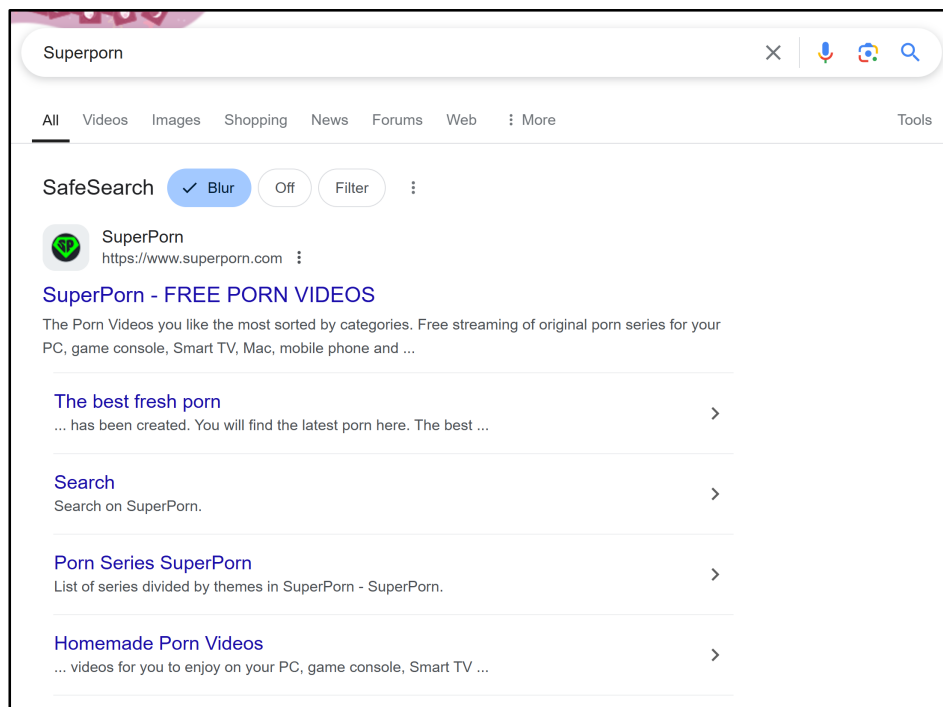 Superporn
All Videos Images Shopping News Forums Web More Tools
SafeSearch Blur Off Filter
SP
SuperPorn
https://www.superporn.com
SuperPorn - FREE PORN VIDEOS
The Porn Videos you like the most sorted by categories. Free streaming of original porn series for your
PC, game console, Smart TV, Mac, mobile phone and ...
The best fresh porn
... has been created. You will find the latest porn here. The best ...
Search
Search on SuperPorn.
Porn Series SuperPorn
List of series divided by themes in SuperPorn - SuperPorn.
Homemade Porn Videos
... videos for you to enjoy on your PC, game console, Smart TV ...